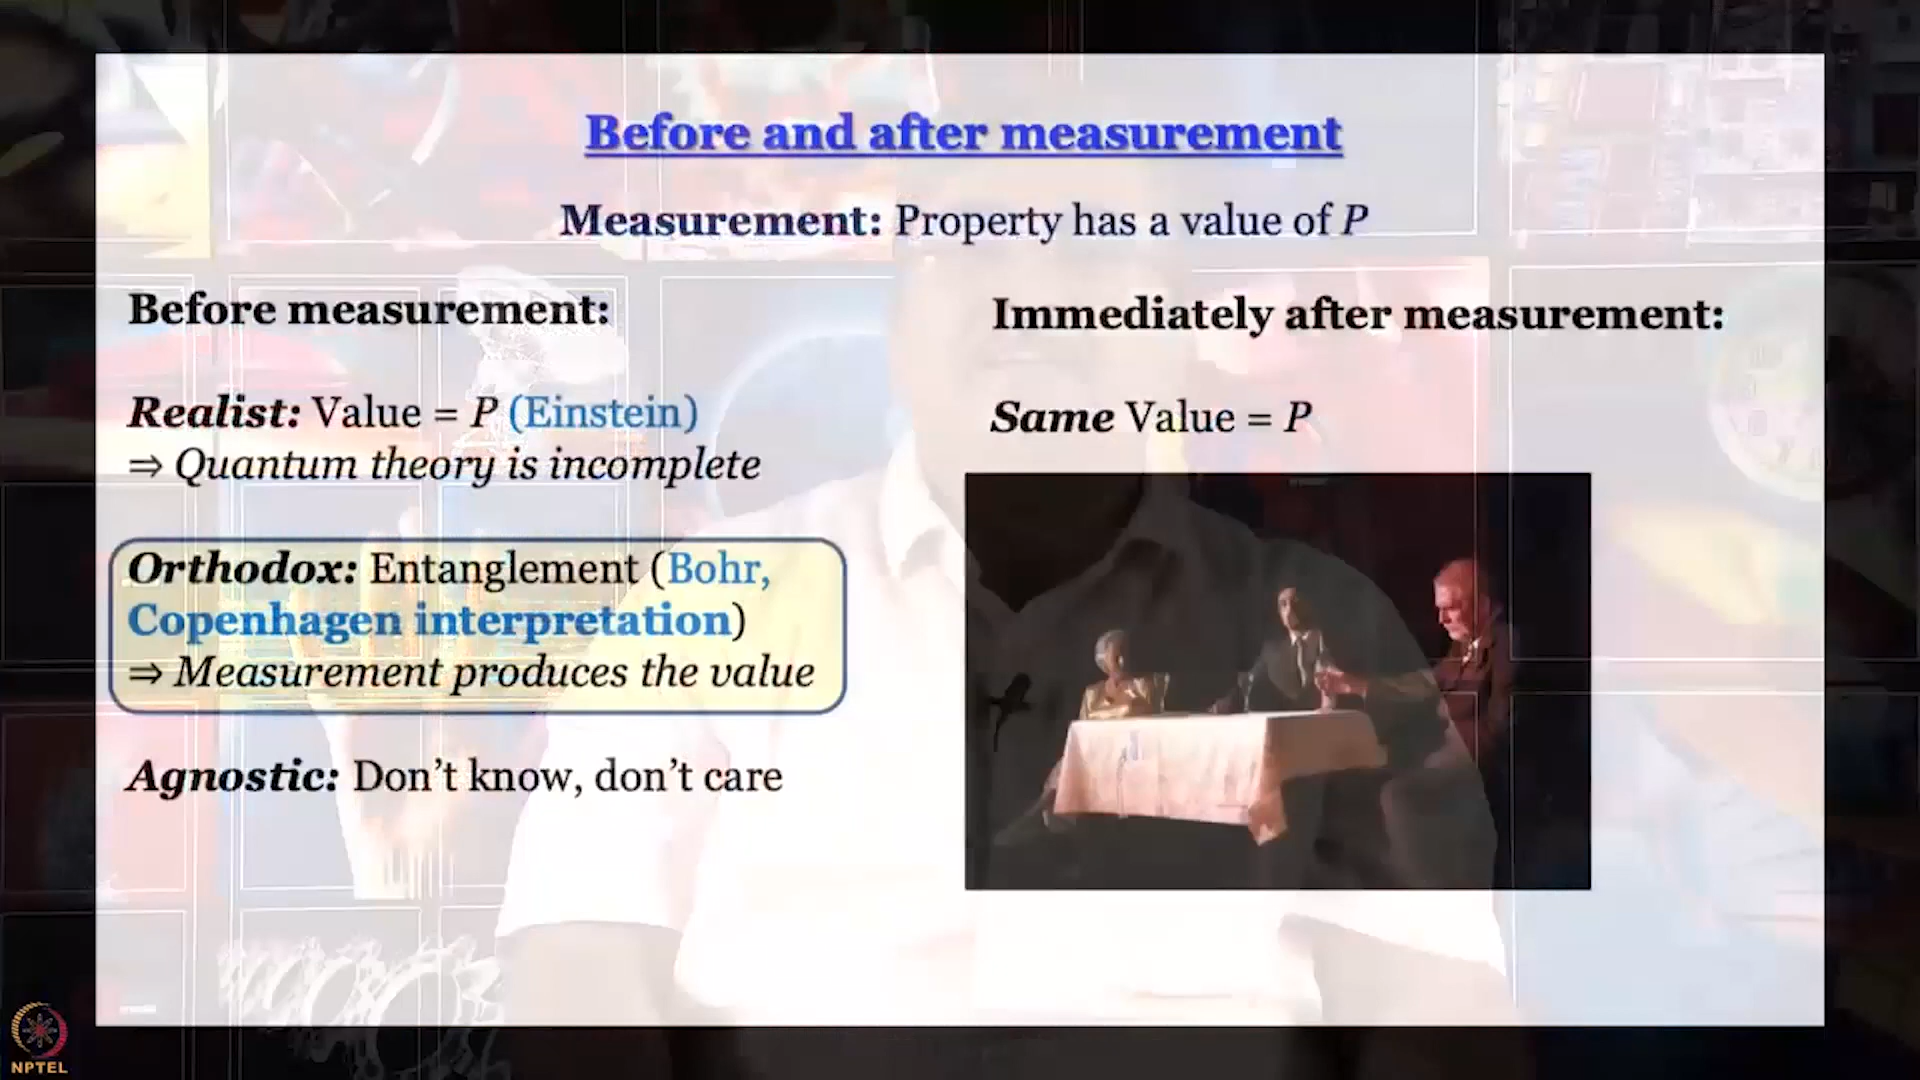 Before and after measurement
Measurement: Property has a value of P
Before measurement:
Realist: Value = P (Einstein)
⇒ Quantum theory is incomplete
Orthodox: Entanglement (Bohr,
Copenhagen interpretation)
⇒ Measurement produces the value
Agnostic: Don’t know, don’t care
Immediately after measurement:
Same Value = P
NPTEL